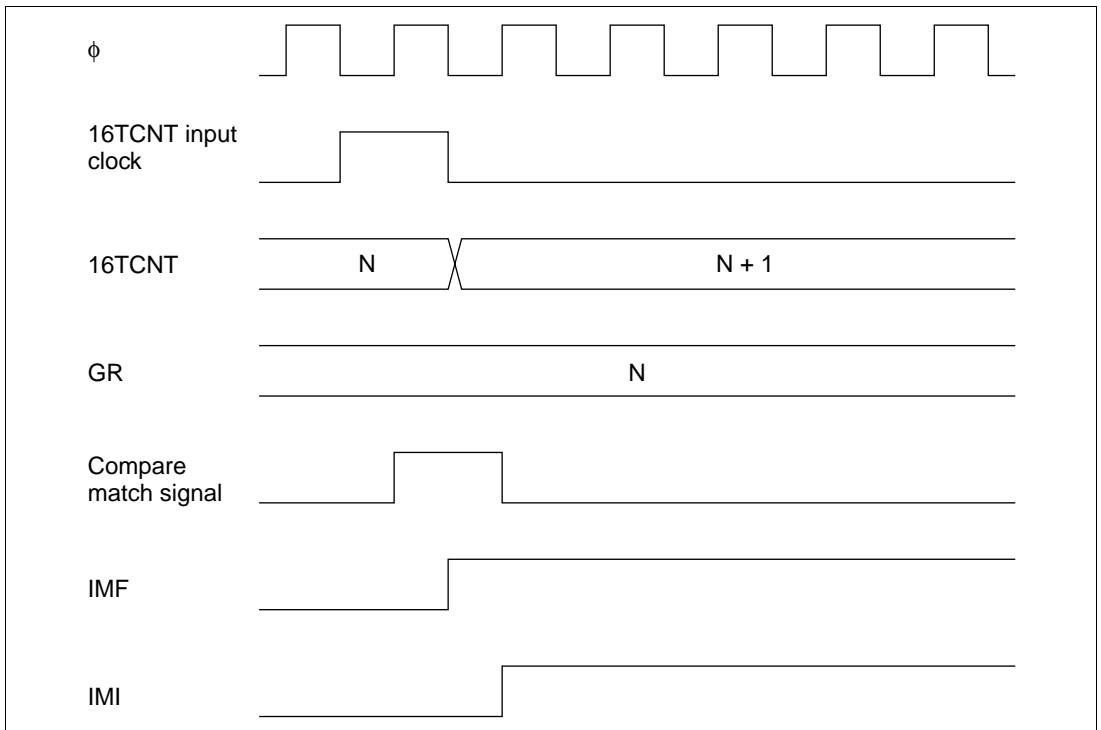 ϕ
16TCNT input
clock
16TCNT
N
N + 1
GR
N
Compare
match signal
IMF
IMI